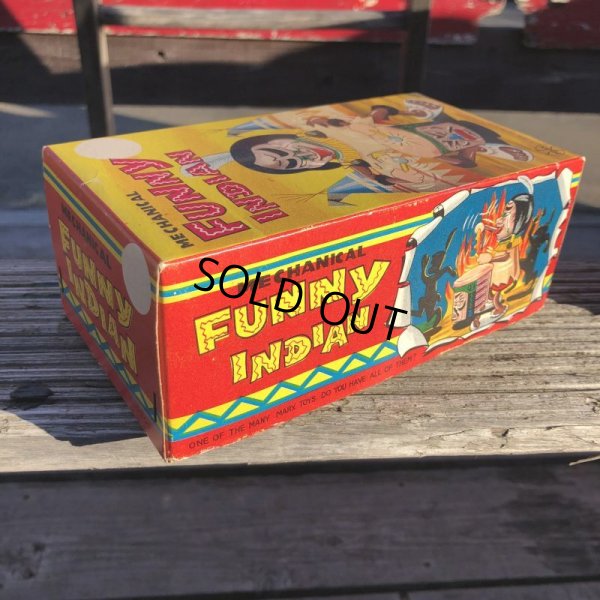 MECHANICAL
FUNNY
INDIAN
MECHANICAL
FUNNY
INDIAN
MECHANICAL
FUNNY
INDIAN
ONE OF THE MANY MARX TOYS. DO YOU HAVE ALL OF THEM?
SOLD OUT